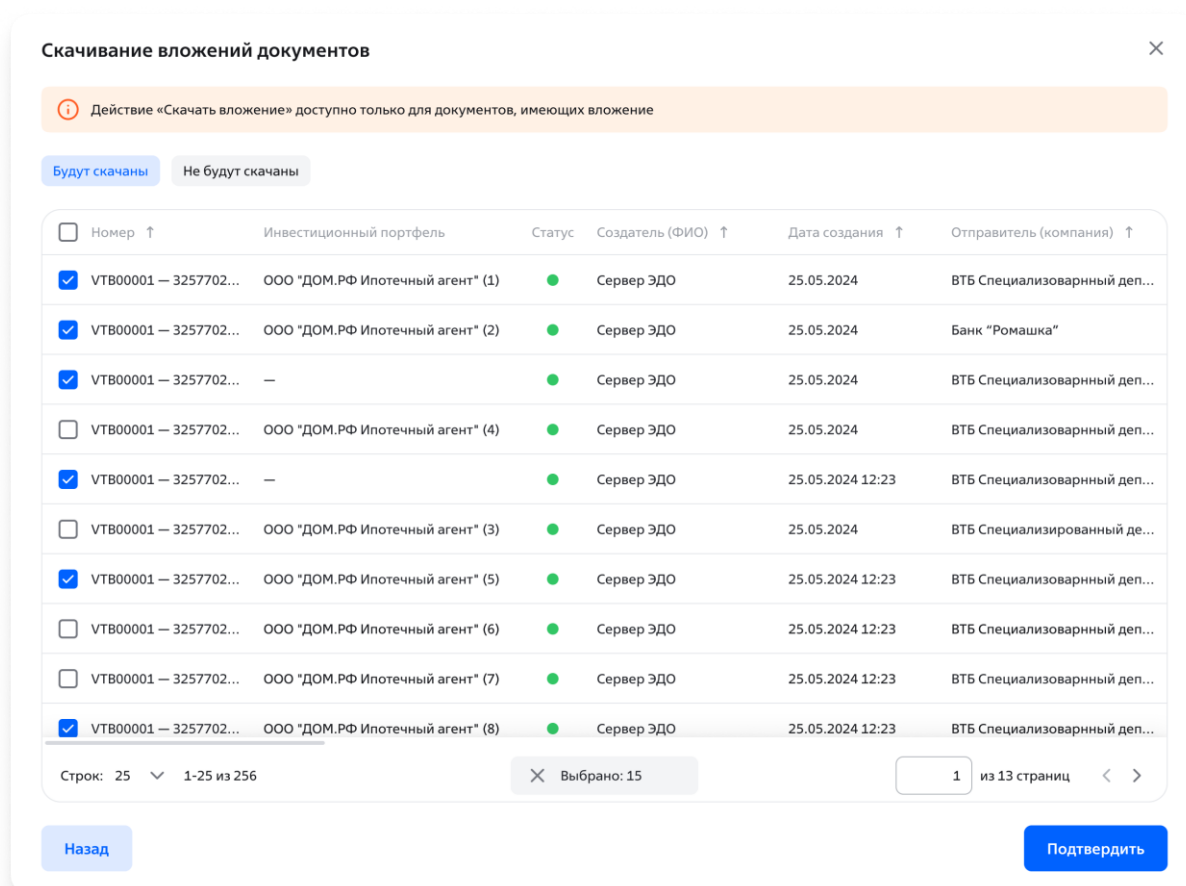 Скачивание вложений документов
Действие «Скачать вложение» доступно только для документов, имеющих вложение
Будут скачаны Не будут скачаны
Номер ↑ Инвестиционный портфель Статус Создатель (ФИО) ↑ Дата создания ↑ Отправитель (компания) ↑
VTB00001 — 3257702... ООО "ДОМ.РФ Ипотечный агент" (1) Сервер ЭДО 25.05.2024 ВТБ Специализоварнный деп...
VTB00001 — 3257702... ООО "ДОМ.РФ Ипотечный агент" (2) Сервер ЭДО 25.05.2024 Банк “Ромашка”
VTB00001 — 3257702... — Сервер ЭДО 25.05.2024 ВТБ Специализоварнный деп...
VTB00001 — 3257702... ООО "ДОМ.РФ Ипотечный агент" (4) Сервер ЭДО 25.05.2024 ВТБ Специализоварнный деп...
VTB00001 — 3257702... — Сервер ЭДО 25.05.2024 12:23 ВТБ Специализоварнный деп...
VTB00001 — 3257702... ООО "ДОМ.РФ Ипотечный агент" (3) Сервер ЭДО 25.05.2024 ВТБ Специализированный де...
VTB00001 — 3257702... ООО "ДОМ.РФ Ипотечный агент" (5) Сервер ЭДО 25.05.2024 12:23 ВТБ Специализоварнный деп...
VTB00001 — 3257702... ООО "ДОМ.РФ Ипотечный агент" (6) Сервер ЭДО 25.05.2024 12:23 ВТБ Специализоварнный деп...
VTB00001 — 3257702... ООО "ДОМ.РФ Ипотечный агент" (7) Сервер ЭДО 25.05.2024 12:23 ВТБ Специализоварнный деп...
VTB00001 — 3257702... ООО "ДОМ.РФ Ипотечный агент" (8) Сервер ЭДО 25.05.2024 12:23 ВТБ Специализоварнный деп...
Строк: 25 1-25 из 256 Выбрано: 15 1 из 13 страниц
Назад Подтвердить